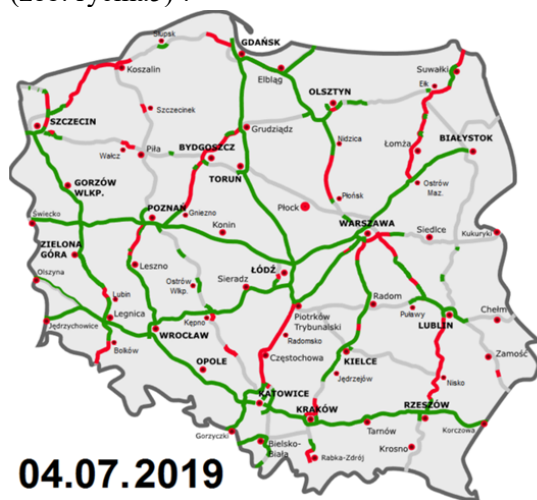 (zob. rycina5) .
Słupsk
GDAŃSK
Koszalin
Elbląg
Suwałki
OLSZTYN
Ełk
SZCZECIN
Szczecinek
Grudziądz
Wałcz
Piła
BYDGOSZCZ
Nidzica
Łomża
BIAŁYSTOK
TORUŃ
GORZÓW
WLKP.
Płońsk
Ostrów
Maz.
Świecko
POZNAŃ
Gniezno
Płock
WARSZAWA
Konin
Siedlce
Kukuryki
ZIELONA
GÓRA
Leszno
ŁÓDŹ
Olszyna
Ostrów
Wlkp.
Sieradz
Lubin
Legnica
Kępno
Piotrków
Trybunalski
Radom
Puławy
LUBLIN
Chełm
Jędrzychowice
WROCŁAW
Radomsko
Bolków
Częstochowa
KIELCE
Zamość
OPOLE
Jędrzejów
Nisko
KATOWICE
KRAKÓW
RZESZÓW
Gorzyczki
Tarnów
Korczowa
Bielsko-
Biała
Rabka-Zdrój
Krosno
04.07.2019